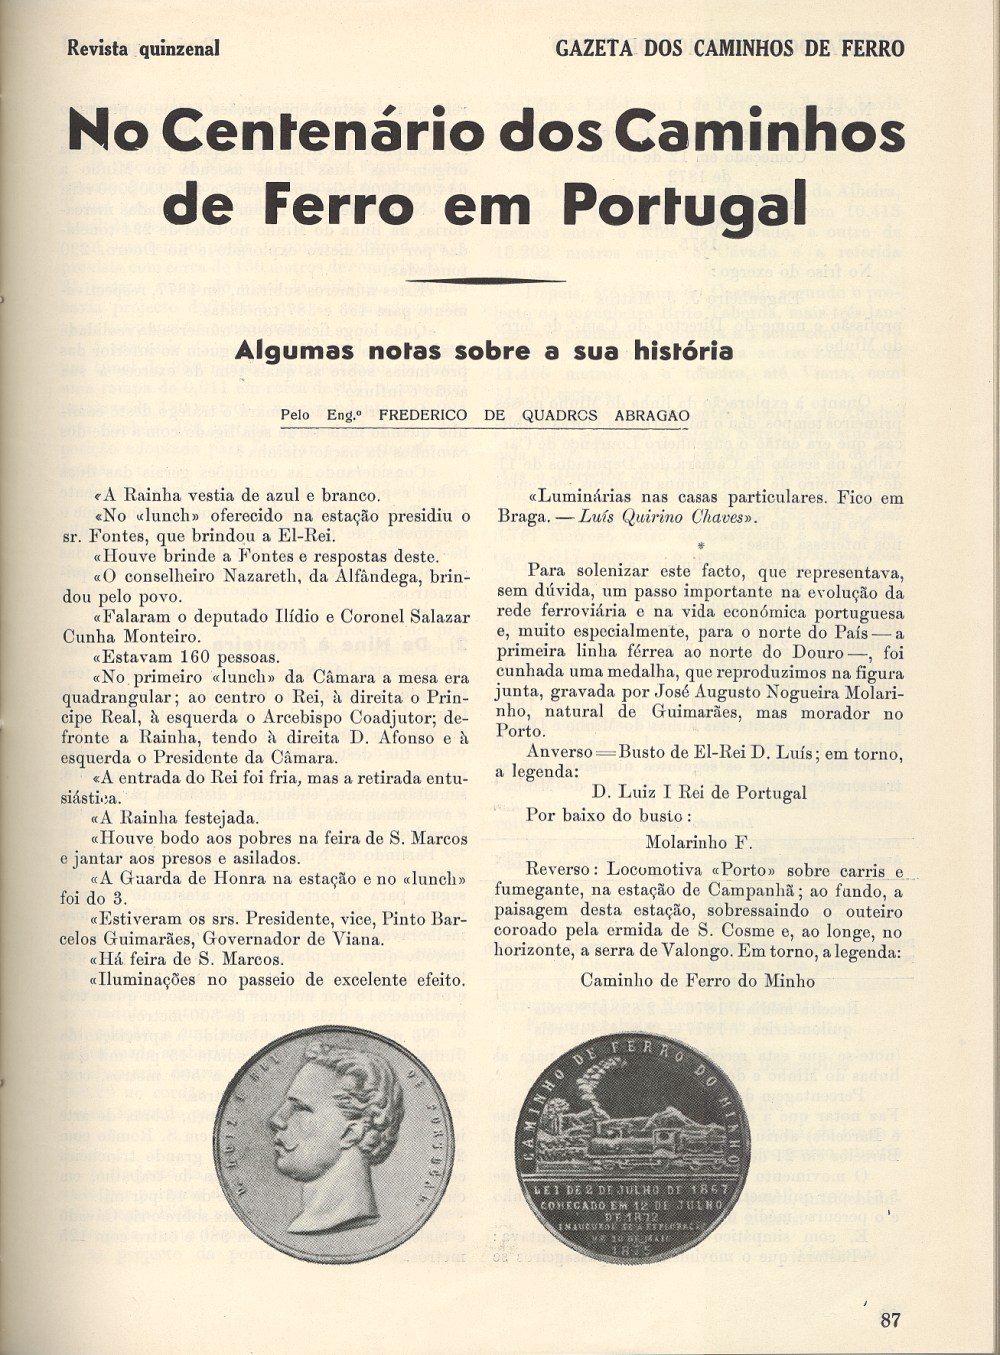 Revista quinzenal GAZETA DOS CAMINHOS DE FERRO
No Centenário dos Caminhos
de Ferro em Portugal
Algumas notas sobre a sua história
Pelo Eng.º FREDERICO DE QUADROS ABRAGAO
«A Rainha vestia de azul e branco.
«No «lunch» oferecido na estação presidiu o
sr. Fontes, que brindou a El-Rei.
«Houve brinde a Fontes e respostas deste.
«O conselheiro Nazareth, da Alfândega, brin-
dou pelo povo.
«Falaram o deputado Ilídio e Coronel Salazar
Cunha Monteiro.
«Estavam 160 pessoas.
«No primeiro «lunch» da Câmara a mesa era
quadrangular; ao centro o Rei, à direita o Prin-
cipe Real, à esquerda o Arcebispo Coadjutor; de-
fronte a Rainha, tendo à direita D. Afonso e à
esquerda o Presidente da Câmara.
«A entrada do Rei foi fria, mas a retirada entu-
siástica.
«A Rainha festejada.
«Houve bodo aos pobres na feira de S. Marcos
e jantar aos presos e asilados.
«A Guarda de Honra na estação e no «lunch»
foi do 3.
«Estiveram os srs. Presidente, vice, Pinto Bar-
celos Guimarães, Governador de Viana.
«Há feira de S. Marcos.
«Iluminações no passeio de excelente efeito.
«Luminárias nas casas particulares. Fico em
Braga. — Luís Quirino Chaves».
*
Para solenizar este facto, que representava,
sem dúvida, um passo importante na evolução da
rede ferroviária e na vida económica portuguesa
e, muito especialmente, para o norte do País — a
primeira linha férrea ao norte do Douro —, foi
cunhada uma medalha, que reproduzimos na figura
junta, gravada por José Augusto Nogueira Molari-
nho, natural de Guimarães, mas morador no
Porto.
Anverso = Busto de El-Rei D. Luís; em torno,
a legenda:
D. Luiz I Rei de Portugal
Por baixo do busto:
Molarinho F.
Reverso: Locomotiva «Porto» sobre carris e
fumegante, na estação de Campanhã; ao fundo, a
paisagem desta estação, sobressaindo o outeiro
coroado pela ermida de S. Cosme e, ao longe, no
horizonte, a serra de Valongo. Em torno, a legenda:
Caminho de Ferro do Minho
D. LUIZ I REI DE PORTUGAL
CAMINHO DE FERRO DO MINHO
LEI DE 2 DE JULHO DE 1867
COMEÇADO EM 12 DE JULHO
DE 1872
INAUGUROU SE A EXPLORAÇÃO
DE MAIO
1875
87